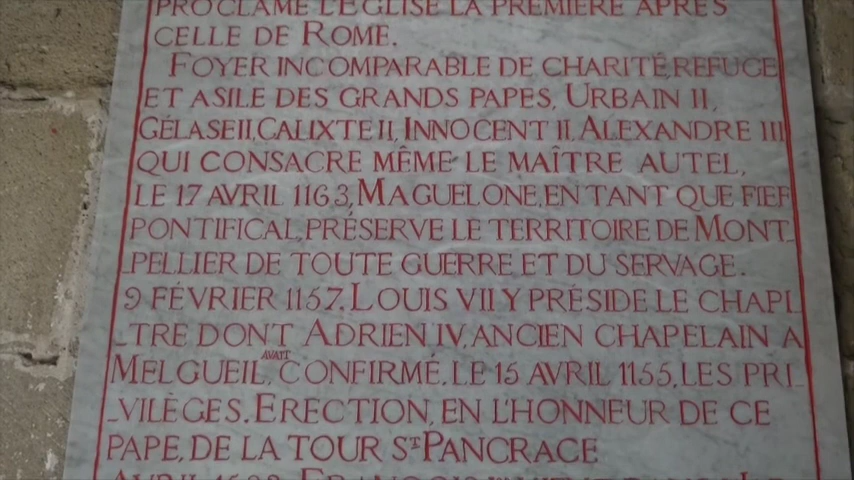 PROCLAME L'EGLISE LA PREMIÈRE APRÈS
CELLE DE ROME.
FOYER INCOMPARABLE DE CHARITÉ, REFUGE
ET ASILE DES GRANDS PAPES, URBAIN II,
GÉLASE II, CALIXTE II, INNOCENT II, ALEXANDRE III
QUI CONSACRE MÊME LE MAÎTRE AUTEL,
LE 17 AVRIL 1163, MAGUELONE, EN TANT QUE FIEF
PONTIFICAL, PRÉSERVE LE TERRITOIRE DE MONT-
-PELLIER DE TOUTE GUERRE ET DU SERVAGE.
9 FÉVRIER 1157, LOUIS VII Y PRÉSIDE LE CHAPI-
-TRE DONT ADRIEN IV, ANCIEN CHAPELAIN A
AVAIT
MELGUEIL, CONFIRMÉ, LE 15 AVRIL 1155, LES PRI-
-VILÈGES. ERECTION, EN L'HONNEUR DE CE
PAPE, DE LA TOUR ST PANCRACE